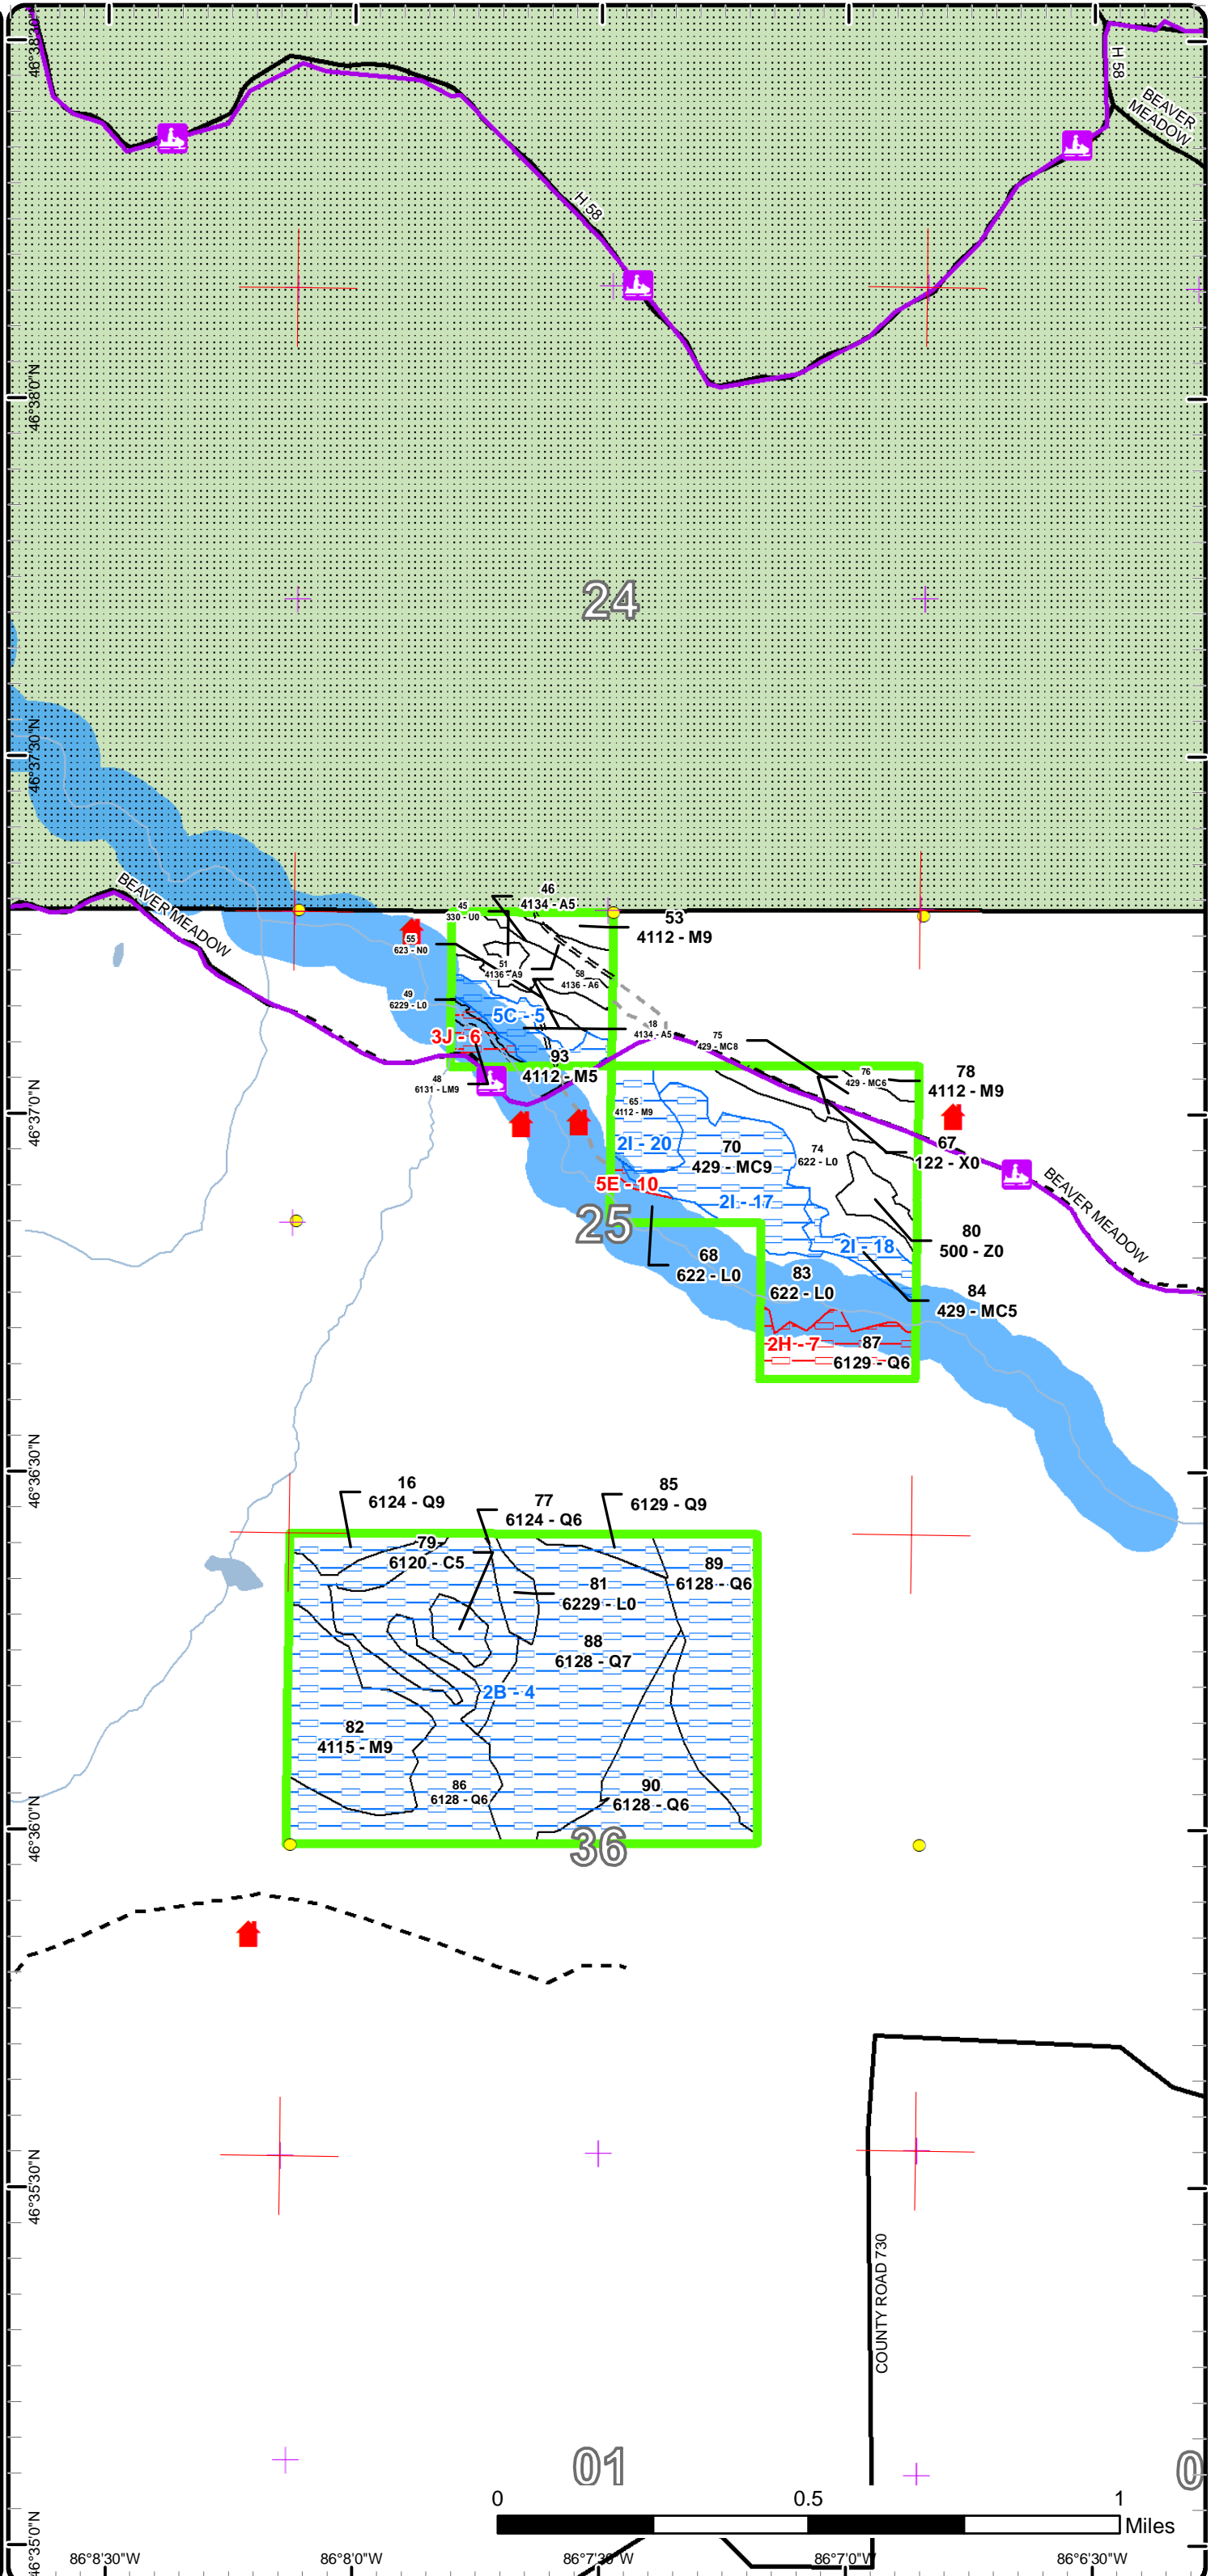 46°38'30"
H 58
BEAVER
MEADOW
H 58
46°38'0"N
24
46°37'30"N
BEAVER MEADOW
46
4134 - A5
45
330 - U0
53
4112 - M9
55
623 - N0
51
4136 - A9
58
4136 - A6
49
6229 - L0
5C - 5
18
4134 - A5
3J - 6
75
429 - MC8
93
4112 - M5
48
6131 - LM9
76
429 - MC6
78
4112 - M9
65
4112 - M9
46°37'0"N
2I - 20
70
429 - MC9
74
622 - L0
67
122 - X0
5E - 10
2I - 17
BEAVER MEADOW
25
80
500 - Z0
2I - 18
68
622 - L0
83
622 - L0
84
429 - MC5
2H - 7
87
6129 - Q6
46°36'30"N
16
6124 - Q9
77
6124 - Q6
85
6129 - Q9
79
6120 - C5
89
6128 - Q6
81
6229 - L0
88
6128 - Q7
2B - 4
82
4115 - M9
86
6128 - Q6
90
6128 - Q6
46°36'0"N
36
46°35'30"N
COUNTY ROAD 730
01
0
0 0.5 1
Miles
46°35'0"N
86°8'30"W 86°8'0"W 86°7'30"W 86°7'0"W 86°6'30"W